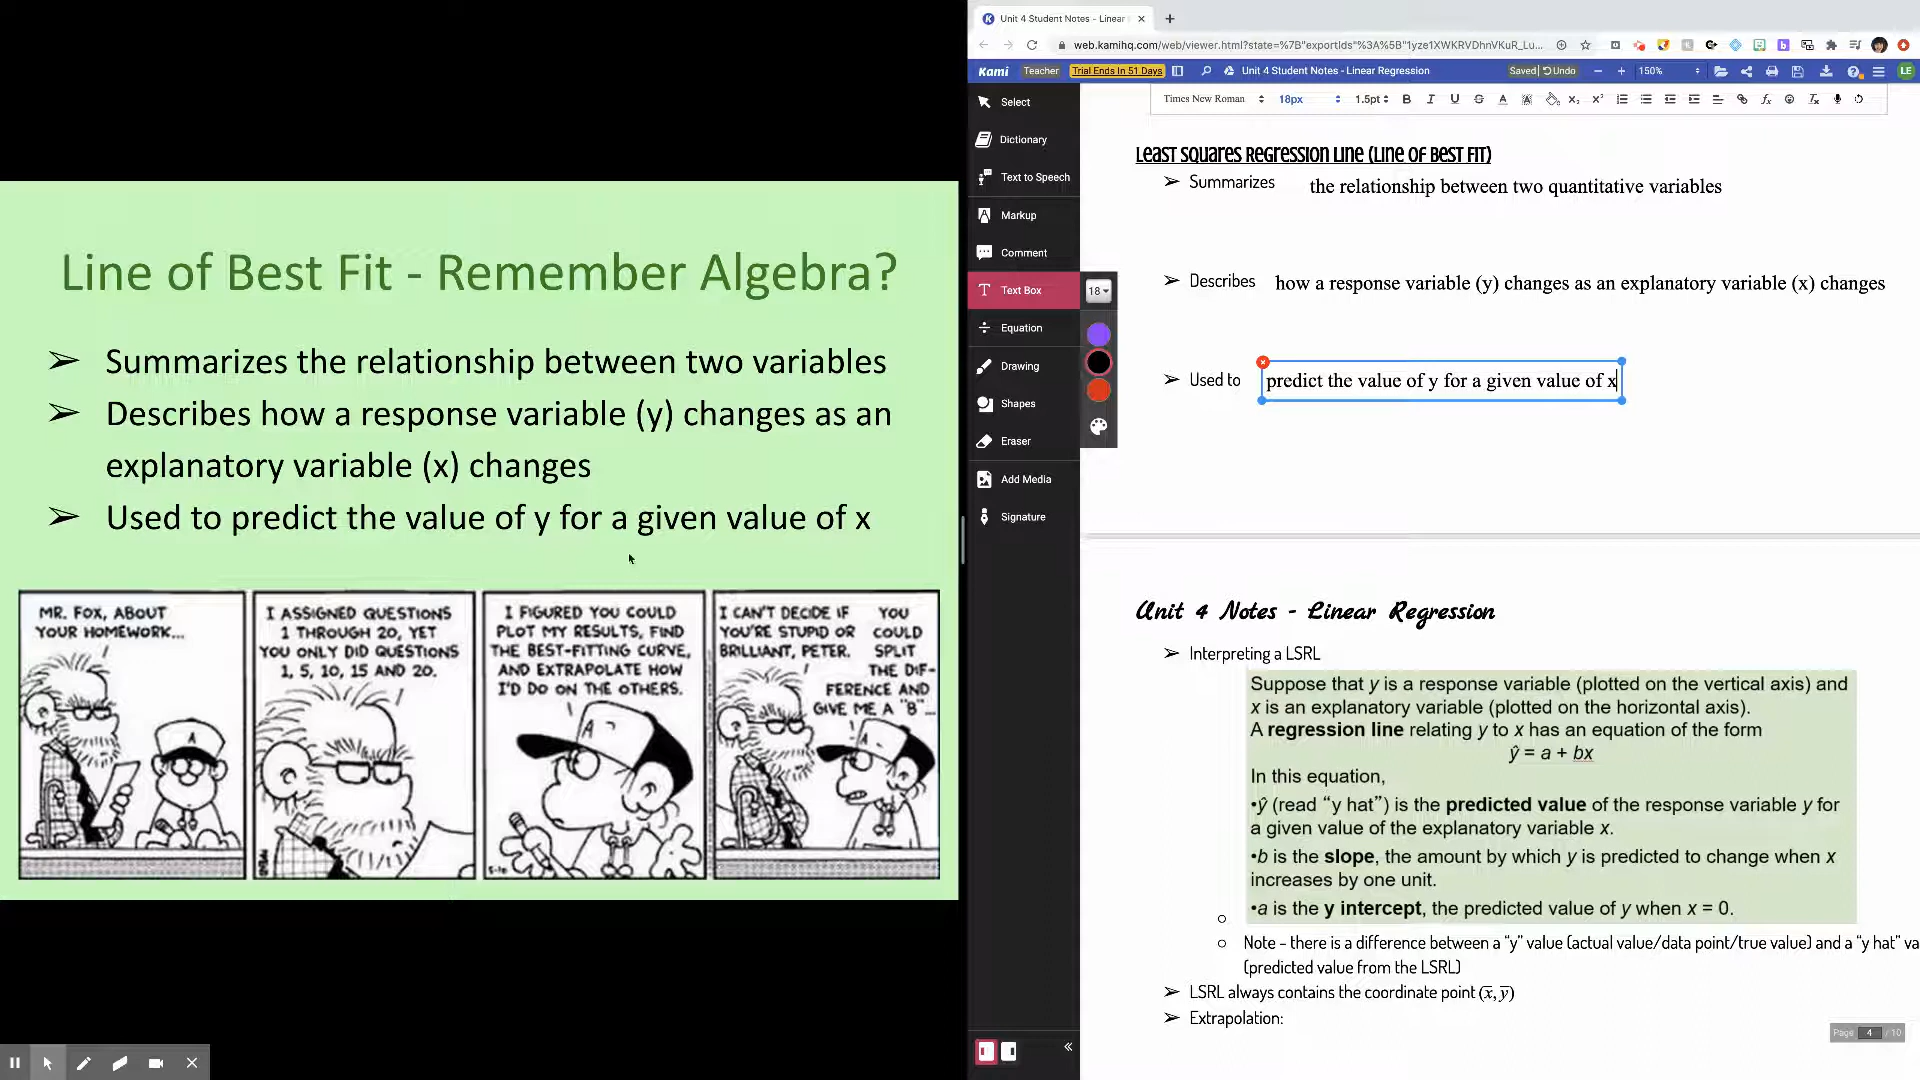 Line of Best Fit - Remember Algebra?
➢ Summarizes the relationship between two variables
➢ Describes how a response variable (y) changes as an
explanatory variable (x) changes
➢ Used to predict the value of y for a given value of x
MR. FOX, ABOUT
YOUR HOMEWORK...
I ASSIGNED QUESTIONS
1 THROUGH 20, YET
YOU ONLY DID QUESTIONS
1, 5, 10, 15 AND 20.
I FIGURED YOU COULD
PLOT MY RESULTS, FIND
THE BEST-FITTING CURVE,
AND EXTRAPOLATE HOW
I'D DO ON THE OTHERS.
I CAN'T DECIDE IF
YOU'RE STUPID OR
BRILLIANT, PETER.
YOU
COULD
SPLIT
THE DIF-
FERENCE AND
GIVE ME A "B"...
Unit 4 Student Notes - Linear
web.kamihq.com/web/viewer.html?state=%7B"exportIds"%3A%5B"1yze1XWKRVDhnVKuR_Lu...
Kami Teacher Trial Ends In 51 Days Unit 4 Student Notes - Linear Regression Saved Undo 150% LE
Times New Roman 18px 1.5pt
Select
Dictionary
Text to Speech
Markup
Comment
Text Box
18
Equation
Drawing
Shapes
Eraser
Add Media
Signature
Least Squares Regression Line (Line of Best Fit)
➢ Summarizes the relationship between two quantitative variables
➢ Describes how a response variable (y) changes as an explanatory variable (x) changes
➢ Used to predict the value of y for a given value of x
Unit 4 Notes - Linear Regression
➢ Interpreting a LSRL
Suppose that y is a response variable (plotted on the vertical axis) and
x is an explanatory variable (plotted on the horizontal axis).
A regression line relating y to x has an equation of the form
ŷ = a + bx
In this equation,
•ŷ (read “y hat”) is the predicted value of the response variable y for
a given value of the explanatory variable x.
•b is the slope, the amount by which y is predicted to change when x
increases by one unit.
•a is the y intercept, the predicted value of y when x = 0.
○ Note - there is a difference between a “y” value (actual value/data point/true value) and a “y hat” va
(predicted value from the LSRL)
➢ LSRL always contains the coordinate point (x̅, y̅)
➢ Extrapolation:
Page 4 / 10